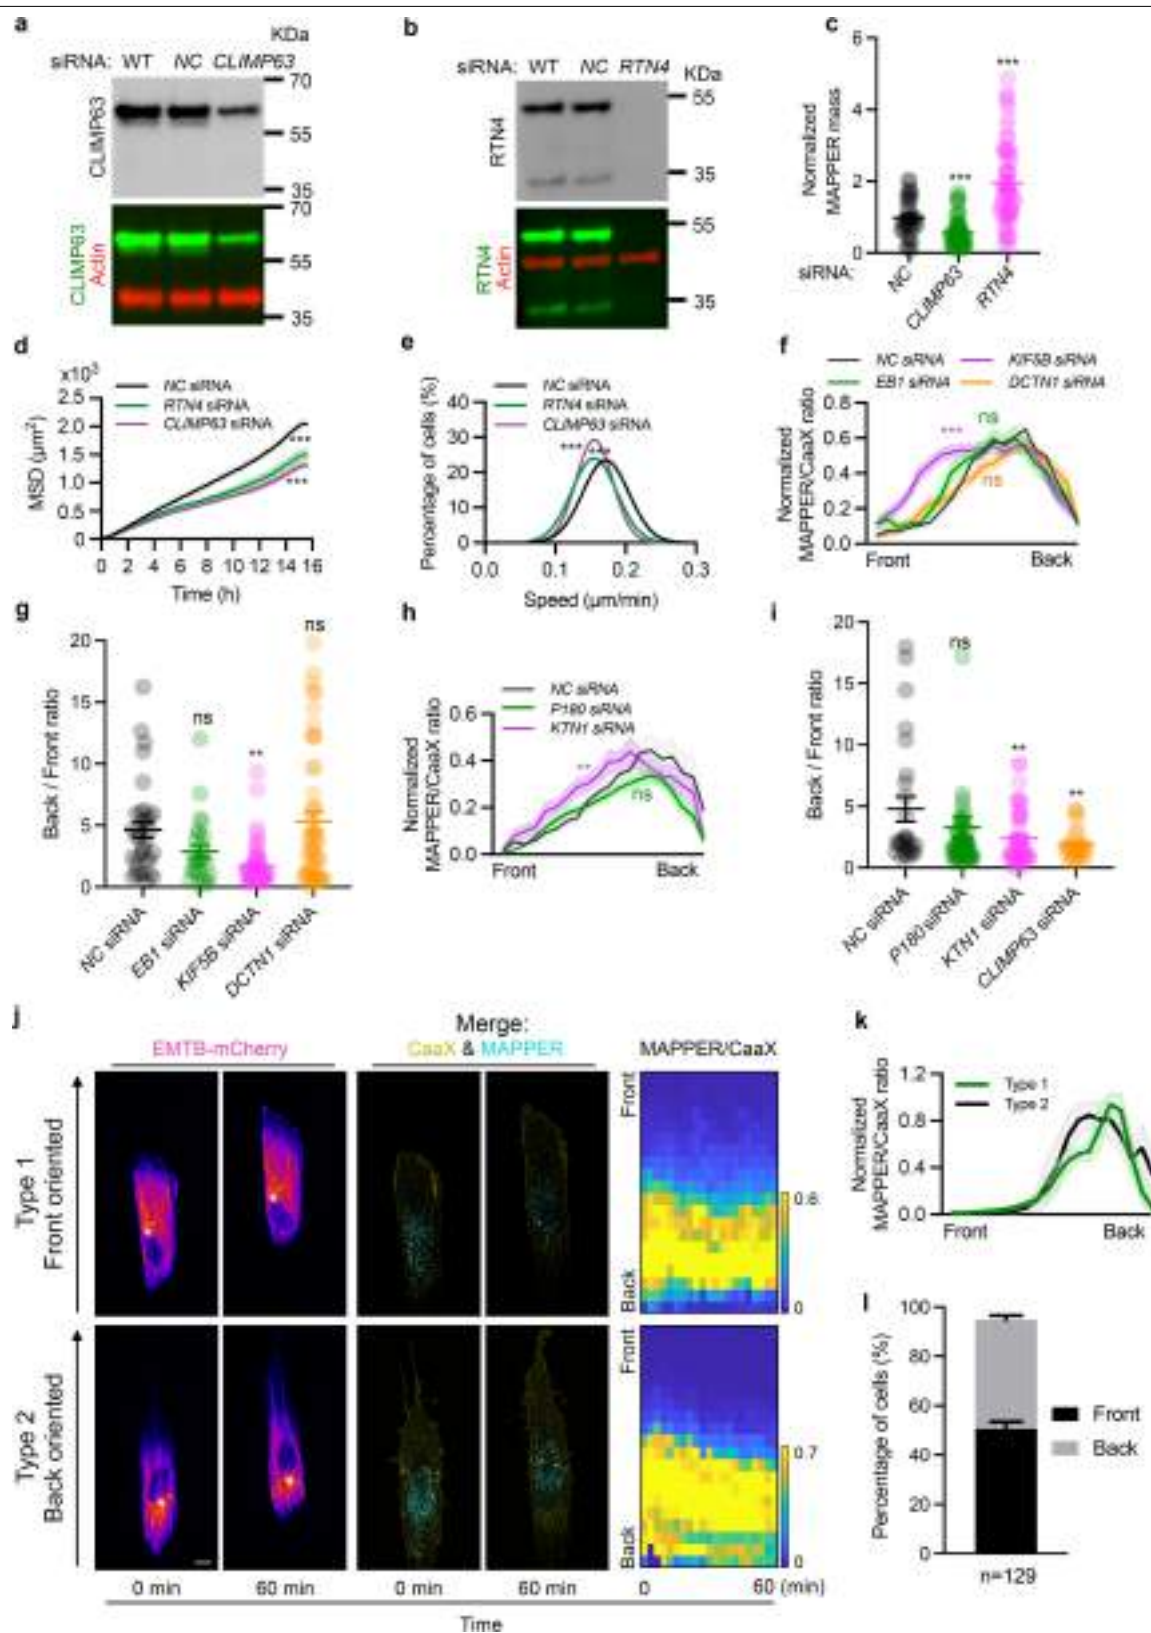 a
KDa
siRNA: WT NC CLIMP63
70
CLIMP63
55
35
70
CLIMP63
Actin
55
35
b
siRNA: WT NC RTN4 KDa
55
RTN4
35
55
RTN4
Actin
35
c
Normalized
MAPPER mass
6
4
2
0
***
***
siRNA:
NC
CLIMP63
RTN4
d
x10³
MSD (µm²)
2.5
2.0
1.5
1.0
0.5
0
NC siRNA
RTN4 siRNA
CLIMP63 siRNA
***
***
0 2 4 6 8 10 12 14 16
Time (h)
e
Percentage of cells (%)
40
30
20
10
0
NC siRNA
RTN4 siRNA
CLIMP63 siRNA
***
***
0.0 0.1 0.2 0.3
Speed (µm/min)
f
NC siRNA KIF5B siRNA
EB1 siRNA DCTN1 siRNA
Normalized
MAPPER/CaaX ratio
0.8
0.6
0.4
0.2
0.0
***
ns
ns
Front Back
g
Back / Front ratio
20
15
10
5
0
ns
**
ns
NC siRNA
EB1 siRNA
KIF5B siRNA
DCTN1 siRNA
h
Normalized
MAPPER/CaaX ratio
NC siRNA
P180 siRNA
KTN1 siRNA
0.6
0.4
0.2
0.0
**
ns
Front Back
i
Back / Front ratio
20
15
10
5
0
ns
**
**
NC siRNA
P180 siRNA
KTN1 siRNA
CLIMP63 siRNA
j
Merge:
EMTB-mCherry CaaX & MAPPER MAPPER/CaaX
Type 1
Front oriented
Front
Back
0.6
0
Type 2
Back oriented
Front
Back
0.7
0
0 min 60 min 0 min 60 min 0 60 (min)
Time
k
Normalized
MAPPER/CaaX ratio
1.2
0.8
0.4
0.0
Type 1
Type 2
Front Back
l
Percentage of cells (%)
100
80
60
40
20
0
Front
Back
n=129